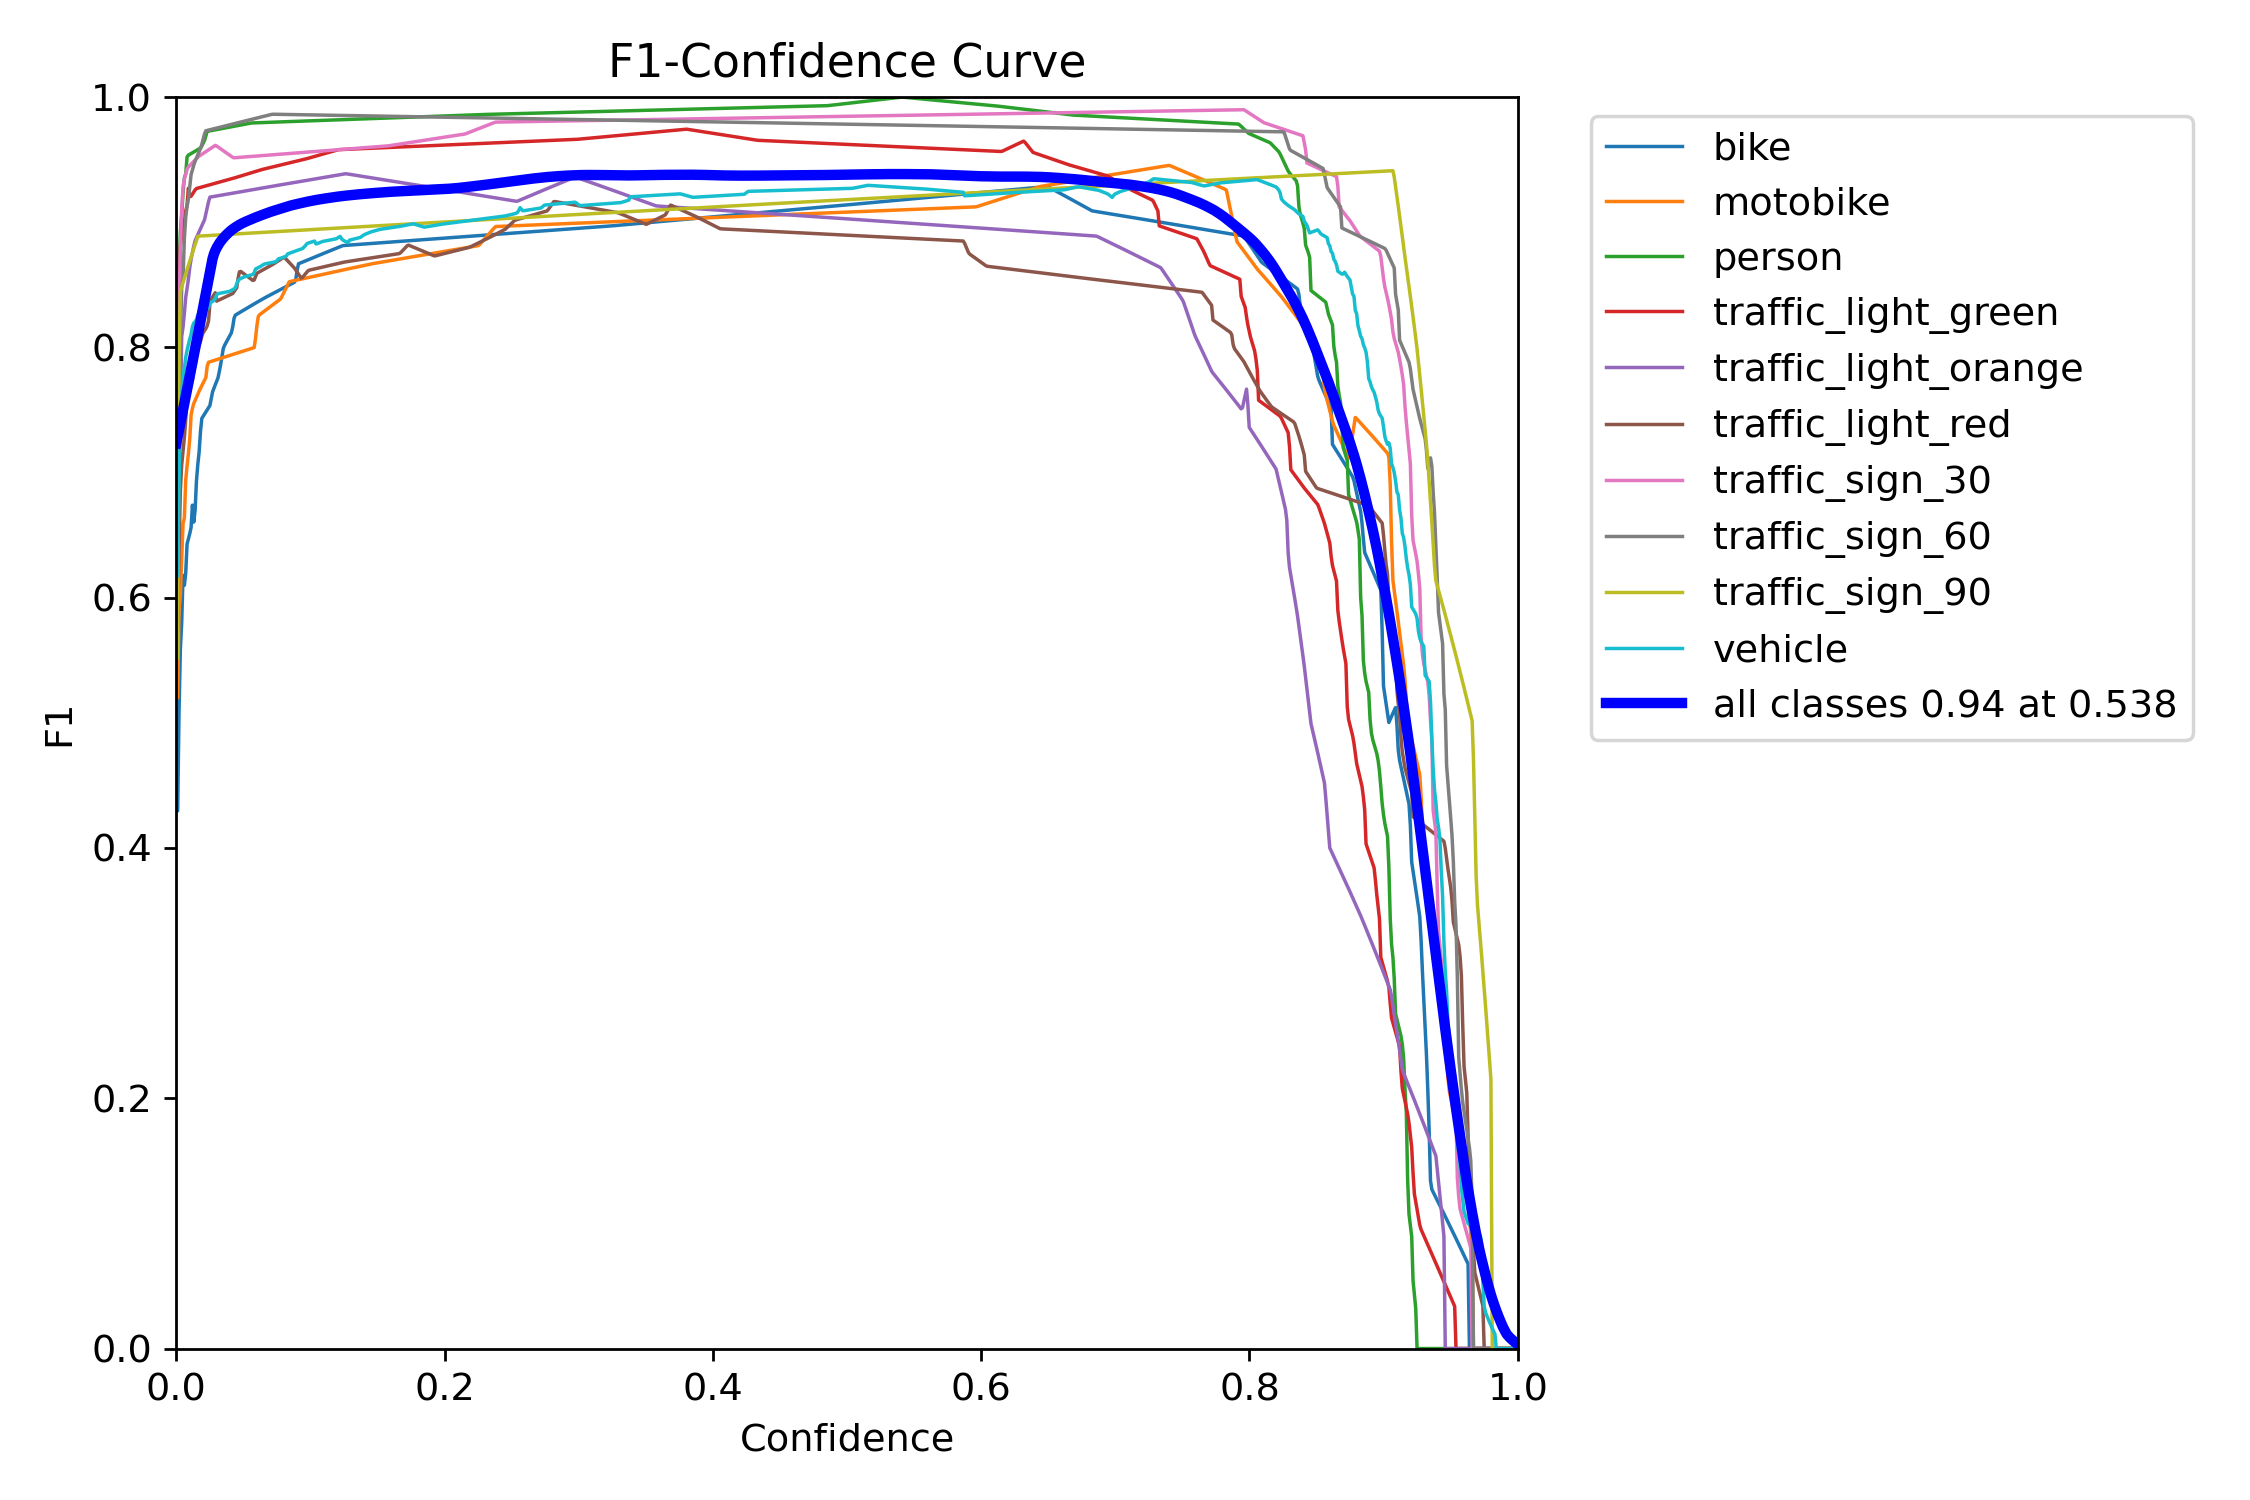 F1-Confidence Curve
1.0
0.8
0.6
0.4
0.2
0.0
F1
0.0 0.2 0.4 0.6 0.8 1.0
Confidence
bike
motobike
person
traffic_light_green
traffic_light_orange
traffic_light_red
traffic_sign_30
traffic_sign_60
traffic_sign_90
vehicle
all classes 0.94 at 0.538